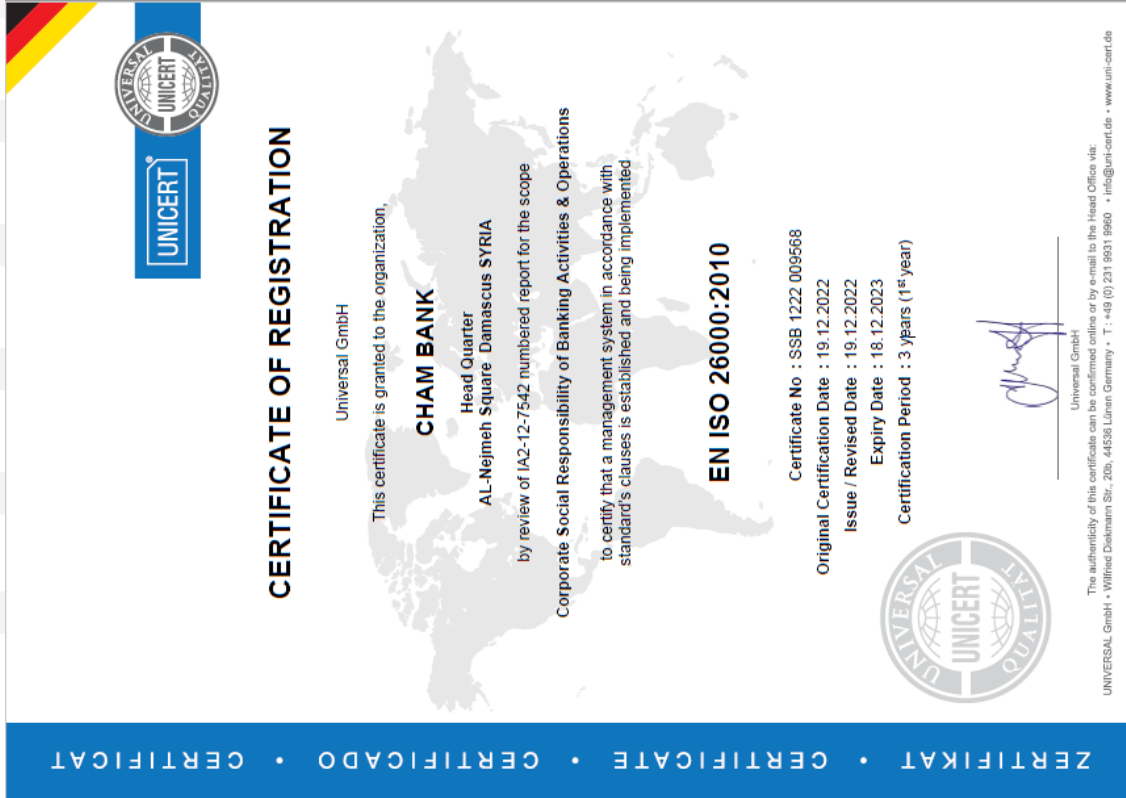 UNICERT®
UNIVERSAL
UNICERT
QUALITAT
CERTIFICATE OF REGISTRATION
Universal GmbH
This certificate is granted to the organization,
CHAM BANK
Head Quarter
AL-Nejmeh Square Damascus SYRIA
by review of IA2-12-7542 numbered report for the scope
Corporate Social Responsibility of Banking Activities & Operations
to certify that a management system in accordance with
standard's clauses is established and being implemented
EN ISO 26000:2010
Certificate No : SSB 1222 009568
Original Certification Date : 19.12.2022
Issue / Revised Date : 19.12.2022
Expiry Date : 18.12.2023
Certification Period : 3 years (1st year)
UNIVERSAL
UNICERT
QUALITAT
Universal GmbH
The authenticity of this certificate can be confirmed online or by e-mail to the Head Office via:
UNIVERSAL GmbH • Wilfried Diekmann Str., 20b, 44536 Lünen Germany • T : +49 (0) 231 9931 9960 • info@uni-cert.de • www.uni-cert.de
ZERTIFIKAT • CERTIFICATE • CERTIFICADO • CERTIFICAT